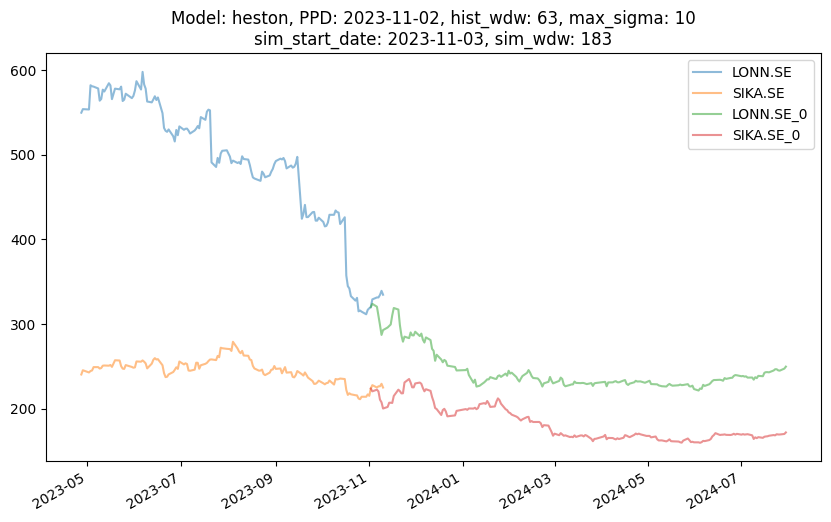 Model: heston, PPD: 2023-11-02, hist_wdw: 63, max_sigma: 10
sim_start_date: 2023-11-03, sim_wdw: 183
LONN.SE
SIKA.SE
LONN.SE_0
SIKA.SE_0
600
500
400
300
200
2023-05
2023-07
2023-09
2023-11
2024-01
2024-03
2024-05
2024-07